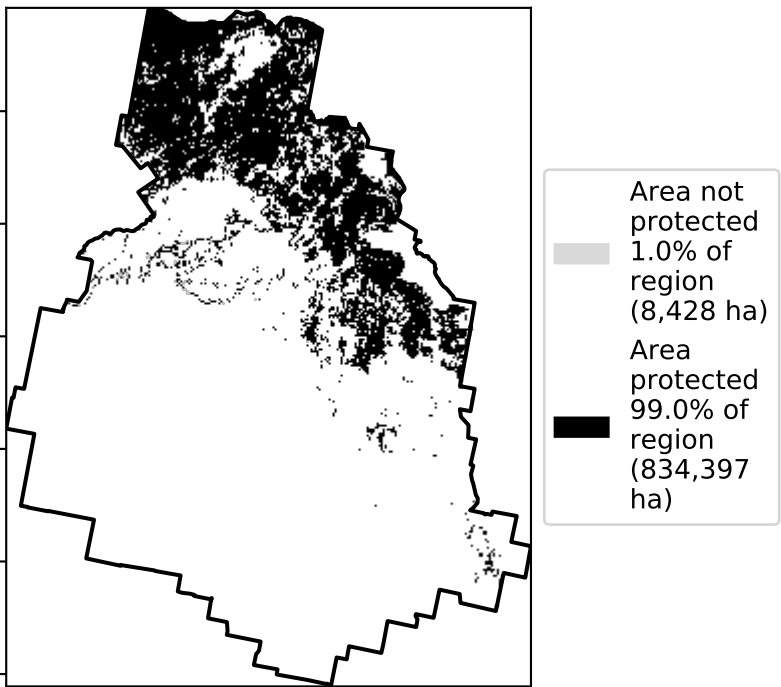 Area not
protected
1.0% of
region
(8,428 ha)
Area
protected
99.0% of
region
(834,397
ha)